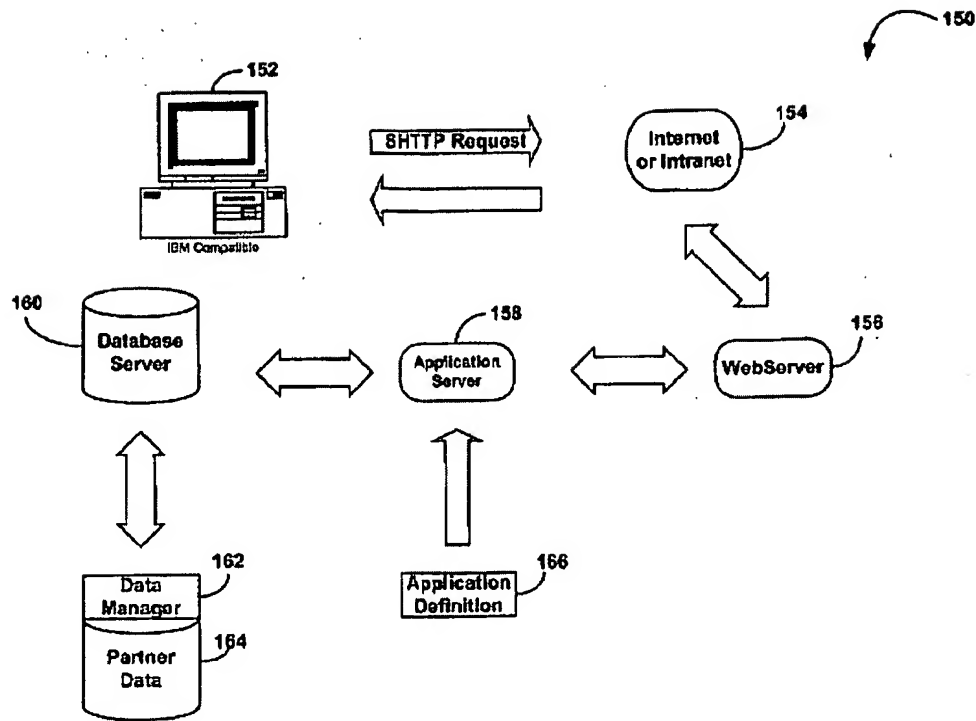 150
152
SHTTP Request
154
Internet
or Intranet
IBM Compatible
160
Database
Server
158
Application
Server
156
WebServer
162
Data
Manager
164
Partner
Data
166
Application
Definition